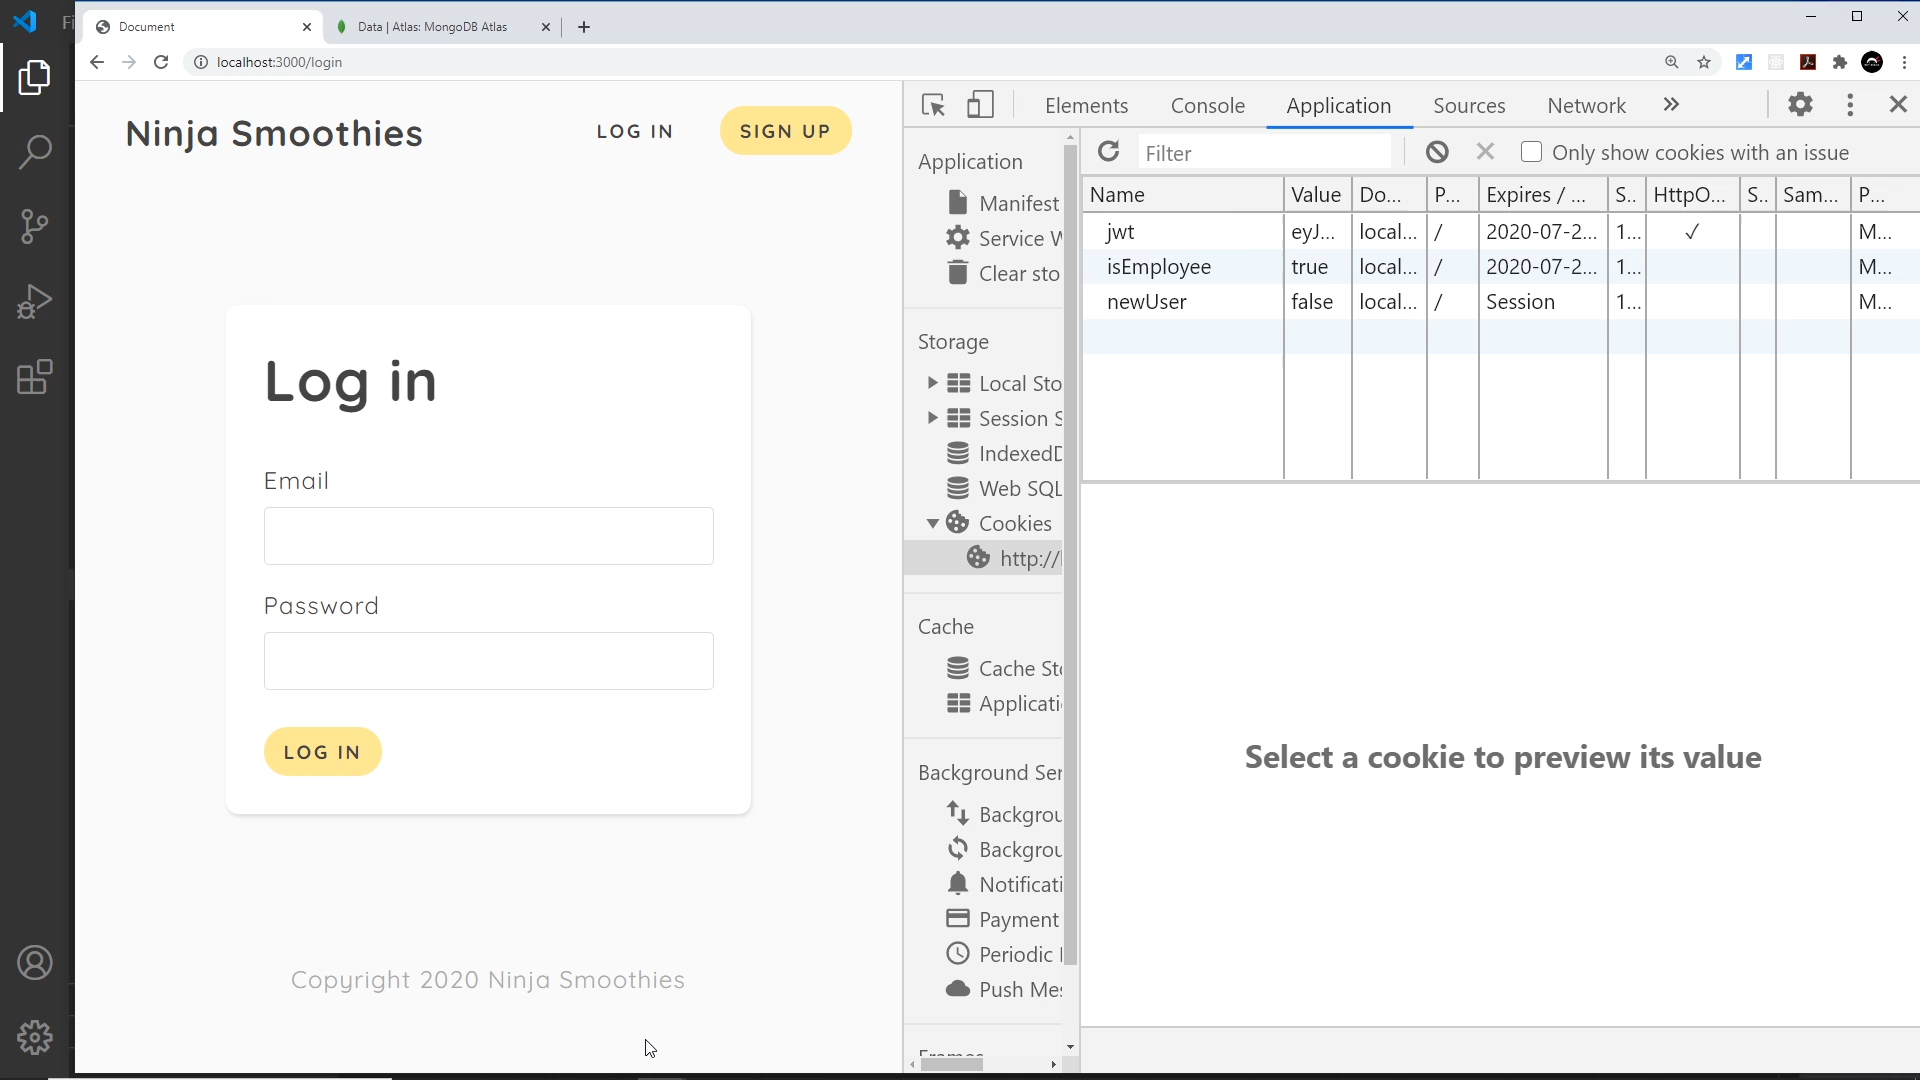 Document
Data | Atlas: MongoDB Atlas
localhost:3000/login
Ninja Smoothies
LOG IN
SIGN UP
Log in
Email
Password
LOG IN
Copyright 2020 Ninja Smoothies
Elements
Console
Application
Sources
Network
Application
Manifest
Service W
Clear sto
Storage
Local Sto
Session S
IndexedD
Web SQL
Cookies
http://l
Cache
Cache Sto
Applicati
Background Ser
Backgrou
Backgrou
Notificati
Payment
Periodic
Push Mes
Frames
Filter
Only show cookies with an issue
Name Value Do... P... Expires / ... S.. HttpO... S.. Sam... P...
jwt eyJ... local... / 2020-07-2... 1... ✓ M...
isEmployee true local... / 2020-07-2... 1... M...
newUser false local... / Session 1... M...
Select a cookie to preview its value